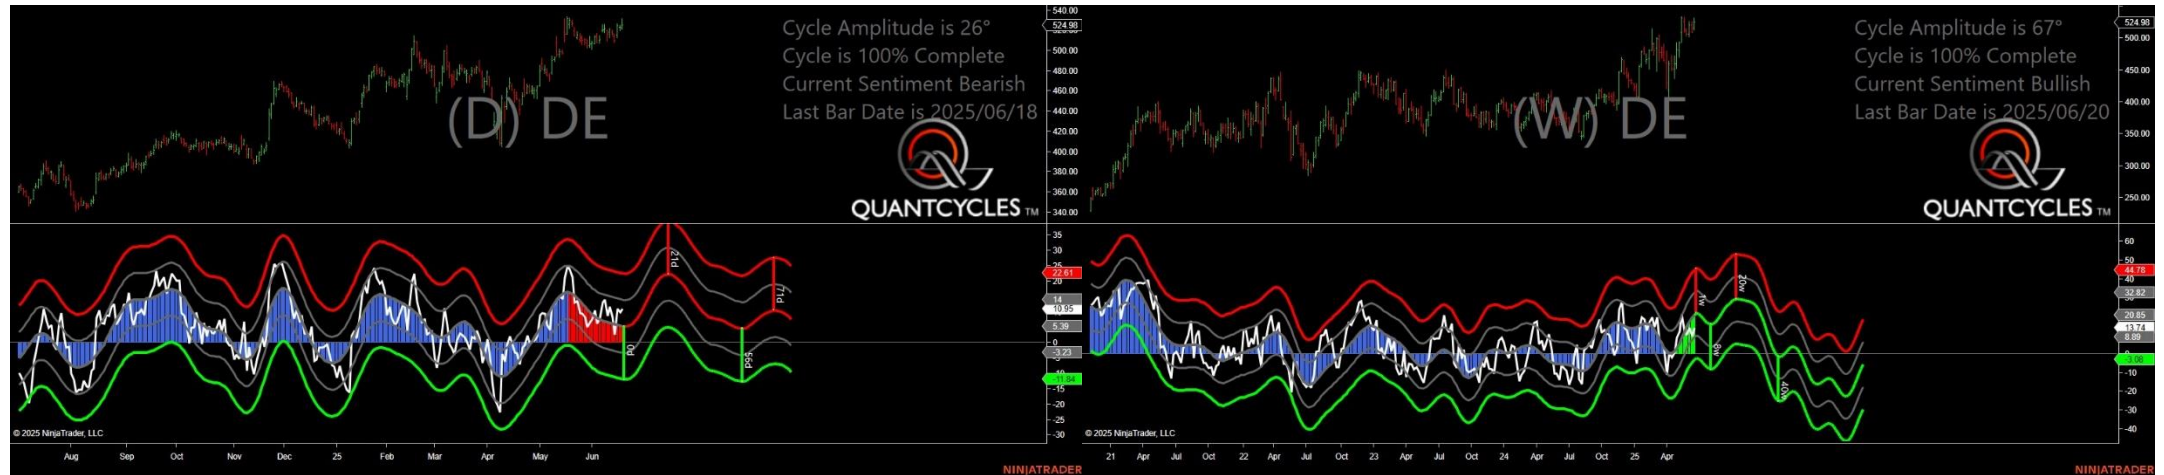 Cycle Amplitude is 26°
Cycle is 100% Complete
Current Sentiment Bearish
Last Bar Date is 2025/06/18
(D) DE
QUANTCYCLES TM
540.00
524.98
500.00
480.00
460.00
440.00
420.00
400.00
380.00
360.00
340.00
35
30
25
22.61
20
14
10.95
5.39
0
-3.23
-11.84
-15
-20
-25
-30
21d
71d
0d
56d
© 2025 NinjaTrader, LLC
Aug Sep Oct Nov Dec 25 Feb Mar Apr May Jun
NINJATRADER
Cycle Amplitude is 67°
Cycle is 100% Complete
Current Sentiment Bullish
Last Bar Date is 2025/06/20
(W) DE
QUANTCYCLES TM
524.98
500.00
450.00
400.00
350.00
300.00
250.00
60
50
44.78
40
32.82
20.85
13.74
8.89
-3.08
-10
-20
-30
-40
1w
20w
8w
40w
© 2025 NinjaTrader, LLC
21 Apr Jul Oct 22 Apr Jul Oct 23 Apr Jul Oct 24 Apr Jul Oct 25 Apr
NINJATRADER